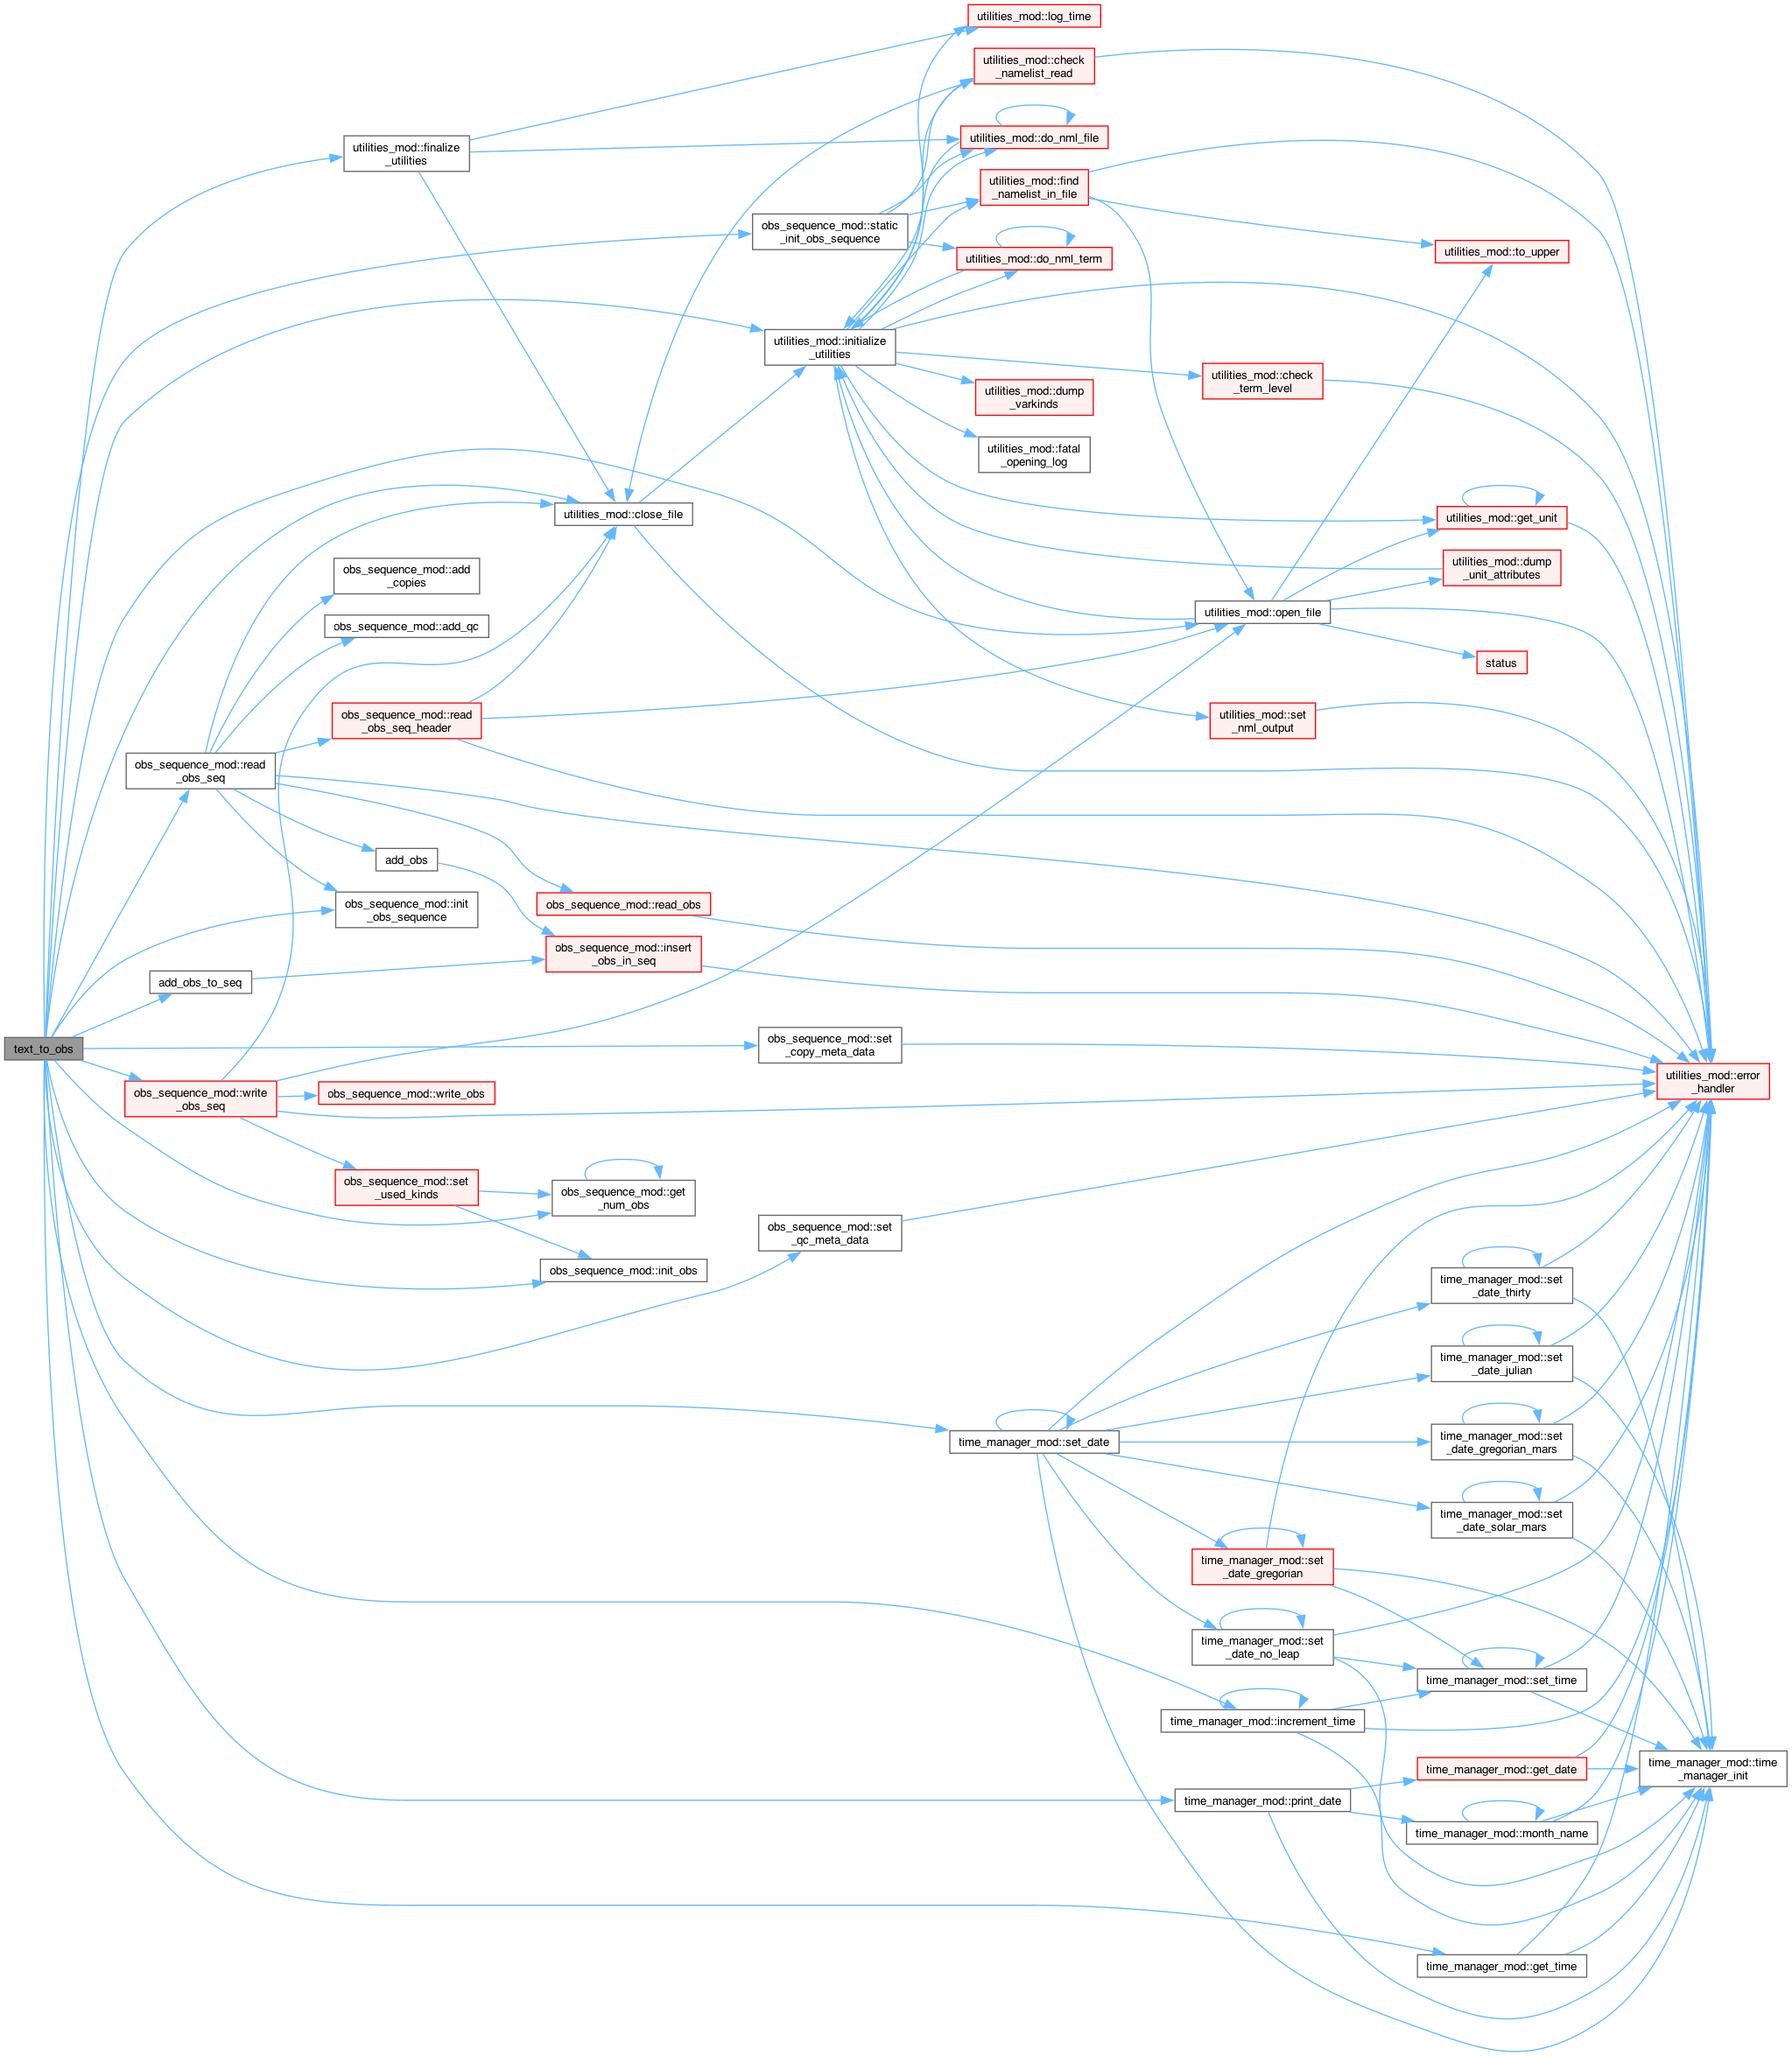 utilities_mod::log_time
utilities_mod::check
_namelist_read
utilities_mod::finalize
_utilities
utilities_mod::do_nml_file
utilities_mod::find
_namelist_in_file
obs_sequence_mod::static
_init_obs_sequence
utilities_mod::to_upper
utilities_mod::do_nml_term
utilities_mod::initialize
_utilities
utilities_mod::check
_term_level
utilities_mod::dump
_varkinds
utilities_mod::fatal
_opening_log
utilities_mod::close_file
utilities_mod::get_unit
obs_sequence_mod::add
_copies
utilities_mod::dump
_unit_attributes
utilities_mod::open_file
obs_sequence_mod::add_qc
status
obs_sequence_mod::read
_obs_seq_header
utilities_mod::set
_nml_output
obs_sequence_mod::read
_obs_seq
add_obs
obs_sequence_mod::init
_obs_sequence
obs_sequence_mod::read_obs
obs_sequence_mod::insert
_obs_in_seq
add_obs_to_seq
text_to_obs
obs_sequence_mod::set
_copy_meta_data
utilities_mod::error
_handler
obs_sequence_mod::write
_obs_seq
obs_sequence_mod::write_obs
obs_sequence_mod::set
_used_kinds
obs_sequence_mod::get
_num_obs
obs_sequence_mod::set
_qc_meta_data
obs_sequence_mod::init_obs
time_manager_mod::set
_date_thirty
time_manager_mod::set
_date_julian
time_manager_mod::set_date
time_manager_mod::set
_date_gregorian_mars
time_manager_mod::set
_date_solar_mars
time_manager_mod::set
_date_gregorian
time_manager_mod::set
_date_no_leap
time_manager_mod::set_time
time_manager_mod::increment_time
time_manager_mod::get_date
time_manager_mod::time
_manager_init
time_manager_mod::print_date
time_manager_mod::month_name
time_manager_mod::get_time